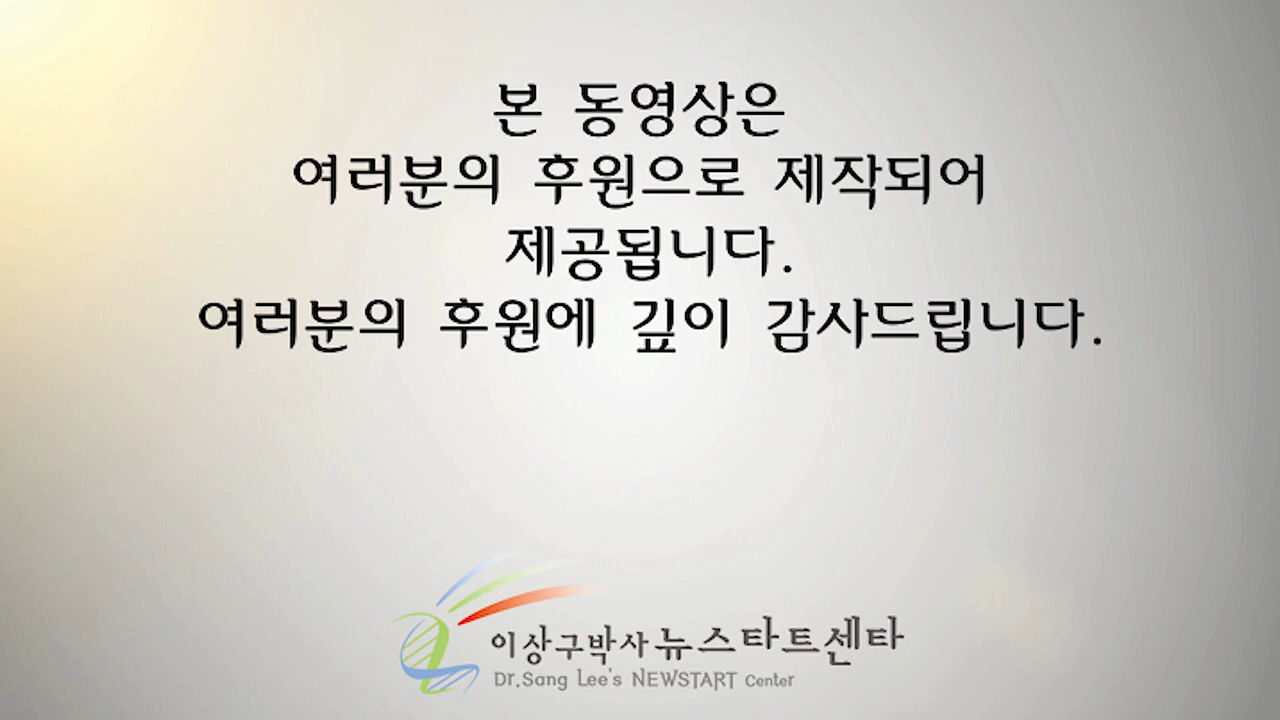 본 동영상은
여러분의 후원으로 제작되어
제공됩니다.
여러분의 후원에 깊이 감사드립니다.
이상구박사 뉴스타트센타
Dr.Sang Lee's NEWSTART Center